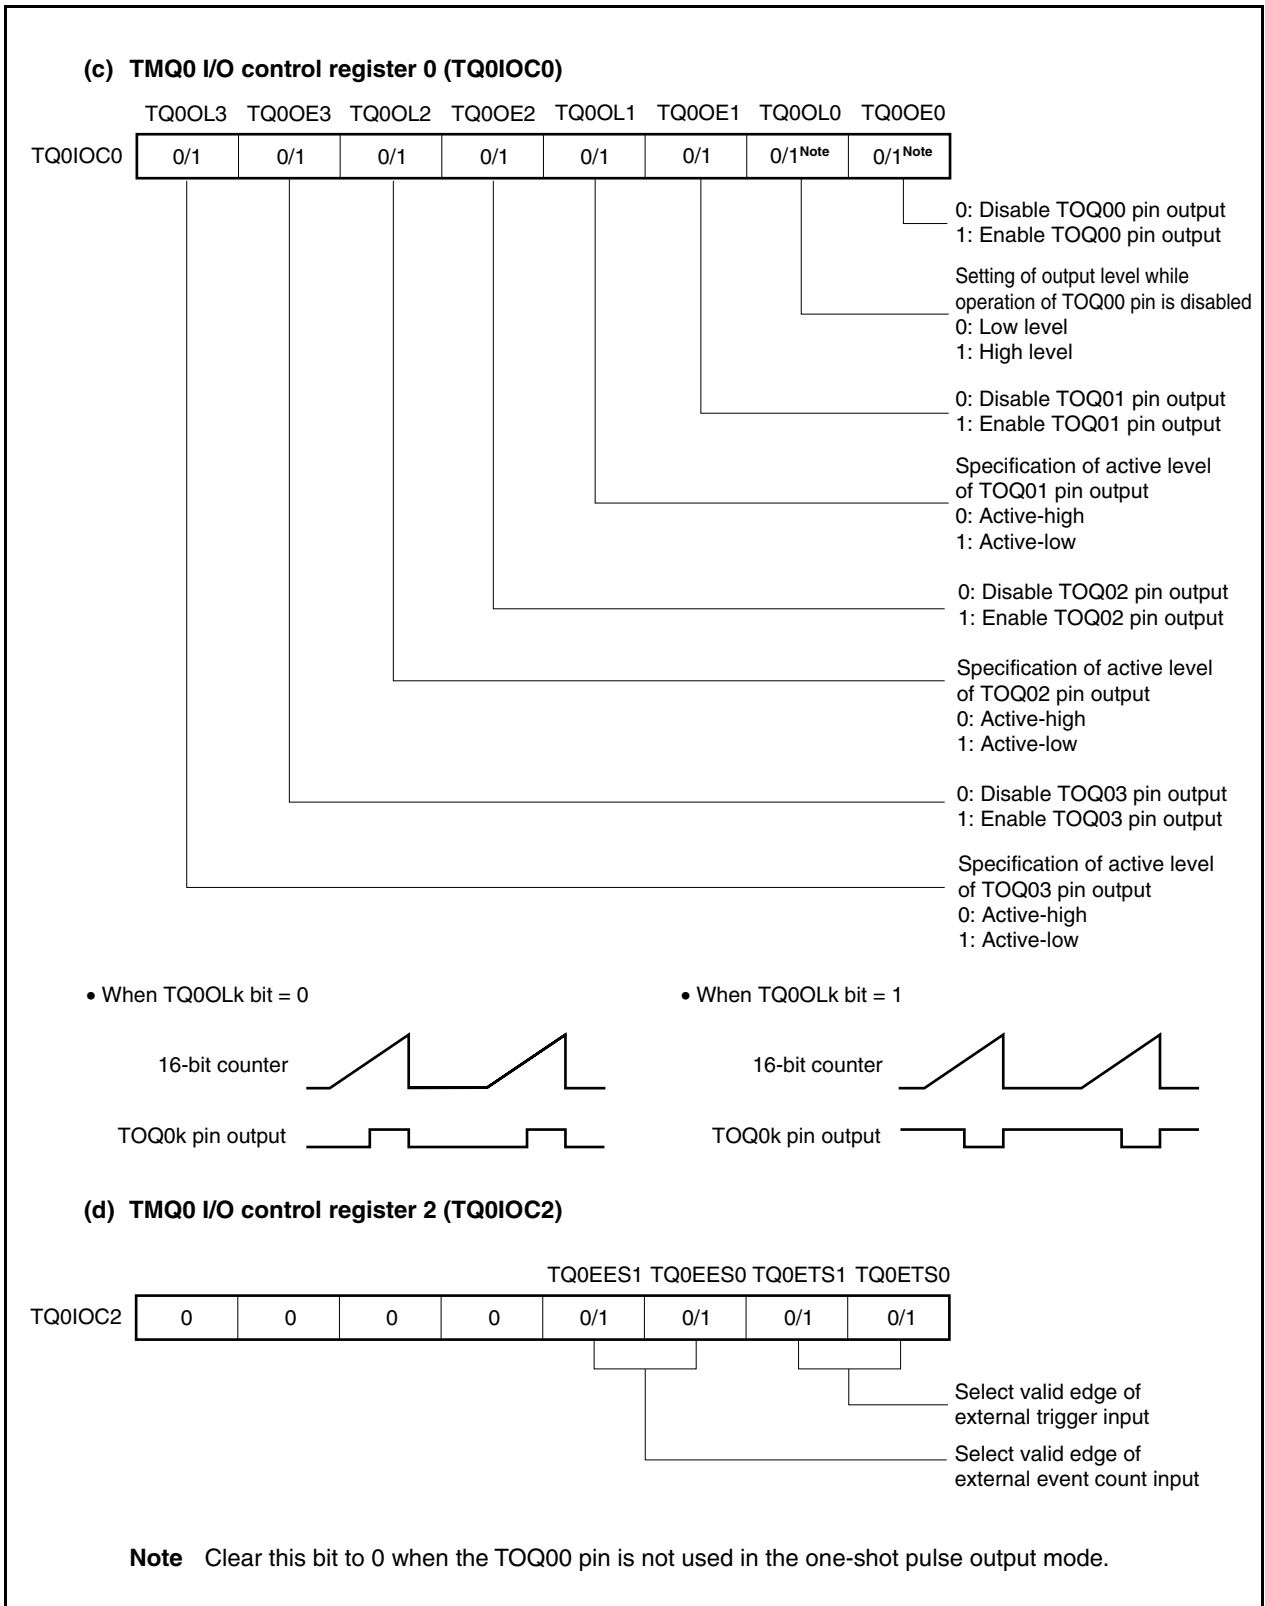 (c) TMQ0 I/O control register 0 (TQ0IOC0)
TQ0OL3 TQ0OE3 TQ0OL2 TQ0OE2 TQ0OL1 TQ0OE1 TQ0OL0 TQ0OE0
TQ0IOC0 0/1 0/1 0/1 0/1 0/1 0/1 0/1Note 0/1Note
0: Disable TOQ00 pin output
1: Enable TOQ00 pin output
Setting of output level while
operation of TOQ00 pin is disabled
0: Low level
1: High level
0: Disable TOQ01 pin output
1: Enable TOQ01 pin output
Specification of active level
of TOQ01 pin output
0: Active-high
1: Active-low
0: Disable TOQ02 pin output
1: Enable TOQ02 pin output
Specification of active level
of TOQ02 pin output
0: Active-high
1: Active-low
0: Disable TOQ03 pin output
1: Enable TOQ03 pin output
Specification of active level
of TOQ03 pin output
0: Active-high
1: Active-low
• When TQ0OLk bit = 0
16-bit counter
TOQ0k pin output
• When TQ0OLk bit = 1
16-bit counter
TOQ0k pin output
(d) TMQ0 I/O control register 2 (TQ0IOC2)
TQ0EES1 TQ0EES0 TQ0ETS1 TQ0ETS0
TQ0IOC2 0 0 0 0 0/1 0/1 0/1 0/1
Select valid edge of
external trigger input
Select valid edge of
external event count input
Note Clear this bit to 0 when the TOQ00 pin is not used in the one-shot pulse output mode.